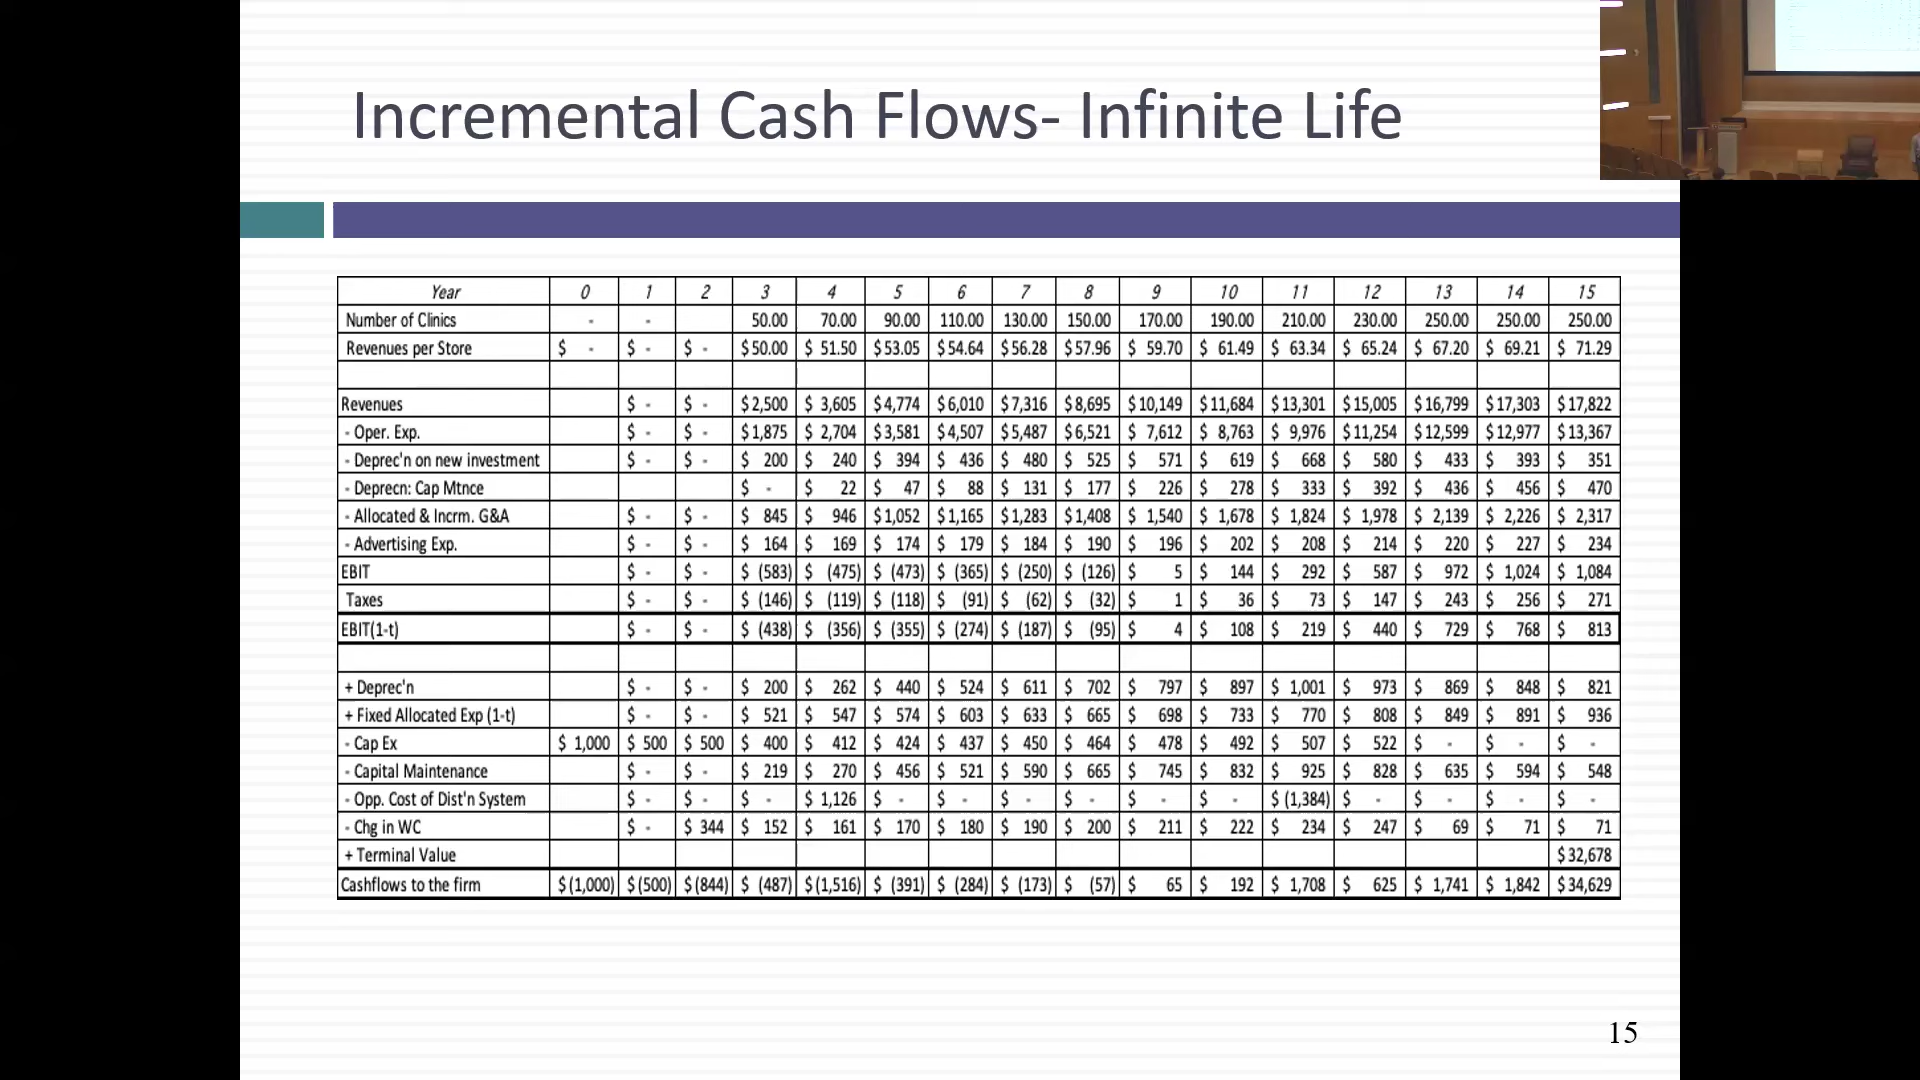 Incremental Cash Flows- Infinite Life
Year 0 1 2 3 4 5 6 7 8 9 10 11 12 13 14 15
Number of Clinics - - 50.00 70.00 90.00 110.00 130.00 150.00 170.00 190.00 210.00 230.00 250.00 250.00 250.00
Revenues per Store $ - $ - $ - $50.00 $ 51.50 $53.05 $54.64 $56.28 $57.96 $ 59.70 $ 61.49 $ 63.34 $ 65.24 $ 67.20 $ 69.21 $ 71.29
Revenues $ - $ - $2,500 $ 3,605 $4,774 $6,010 $7,316 $8,695 $10,149 $11,684 $13,301 $15,005 $16,799 $17,303 $17,822
- Oper. Exp. $ - $ - $1,875 $ 2,704 $3,581 $4,507 $5,487 $6,521 $ 7,612 $ 8,763 $ 9,976 $11,254 $12,599 $12,977 $13,367
- Deprec'n on new investment $ - $ - $ 200 $ 240 $ 394 $ 436 $ 480 $ 525 $ 571 $ 619 $ 668 $ 580 $ 433 $ 393 $ 351
- Deprecn: Cap Mtnce $ - $ 22 $ 47 $ 88 $ 131 $ 177 $ 226 $ 278 $ 333 $ 392 $ 436 $ 456 $ 470
- Allocated & Incrm. G&A $ - $ - $ 845 $ 946 $1,052 $1,165 $1,283 $1,408 $ 1,540 $ 1,678 $ 1,824 $ 1,978 $ 2,139 $ 2,226 $ 2,317
- Advertising Exp. $ - $ - $ 164 $ 169 $ 174 $ 179 $ 184 $ 190 $ 196 $ 202 $ 208 $ 214 $ 220 $ 227 $ 234
EBIT $ - $ - $ (583) $ (475) $ (473) $ (365) $ (250) $ (126) $ 5 $ 144 $ 292 $ 587 $ 972 $ 1,024 $ 1,084
Taxes $ - $ - $ (146) $ (119) $ (118) $ (91) $ (62) $ (32) $ 1 $ 36 $ 73 $ 147 $ 243 $ 256 $ 271
EBIT(1-t) $ - $ - $ (438) $ (356) $ (355) $ (274) $ (187) $ (95) $ 4 $ 108 $ 219 $ 440 $ 729 $ 768 $ 813
+ Deprec'n $ - $ - $ 200 $ 262 $ 440 $ 524 $ 611 $ 702 $ 797 $ 897 $ 1,001 $ 973 $ 869 $ 848 $ 821
+ Fixed Allocated Exp (1-t) $ - $ - $ 521 $ 547 $ 574 $ 603 $ 633 $ 665 $ 698 $ 733 $ 770 $ 808 $ 849 $ 891 $ 936
- Cap Ex $ 1,000 $ 500 $ 500 $ 400 $ 412 $ 424 $ 437 $ 450 $ 464 $ 478 $ 492 $ 507 $ 522 $ - $ - $ -
- Capital Maintenance $ - $ - $ 219 $ 270 $ 456 $ 521 $ 590 $ 665 $ 745 $ 832 $ 925 $ 828 $ 635 $ 594 $ 548
- Opp. Cost of Dist'n System $ - $ - $ - $ 1,126 $ - $ - $ - $ - $ - $ - $ (1,384) $ - $ - $ - $ -
- Chg in WC $ - $ 344 $ 152 $ 161 $ 170 $ 180 $ 190 $ 200 $ 211 $ 222 $ 234 $ 247 $ 69 $ 71 $ 71
+ Terminal Value $32,678
Cashflows to the firm $(1,000) $(500) $(844) $ (487) $(1,516) $ (391) $ (284) $ (173) $ (57) $ 65 $ 192 $ 1,708 $ 625 $ 1,741 $ 1,842 $34,629
15